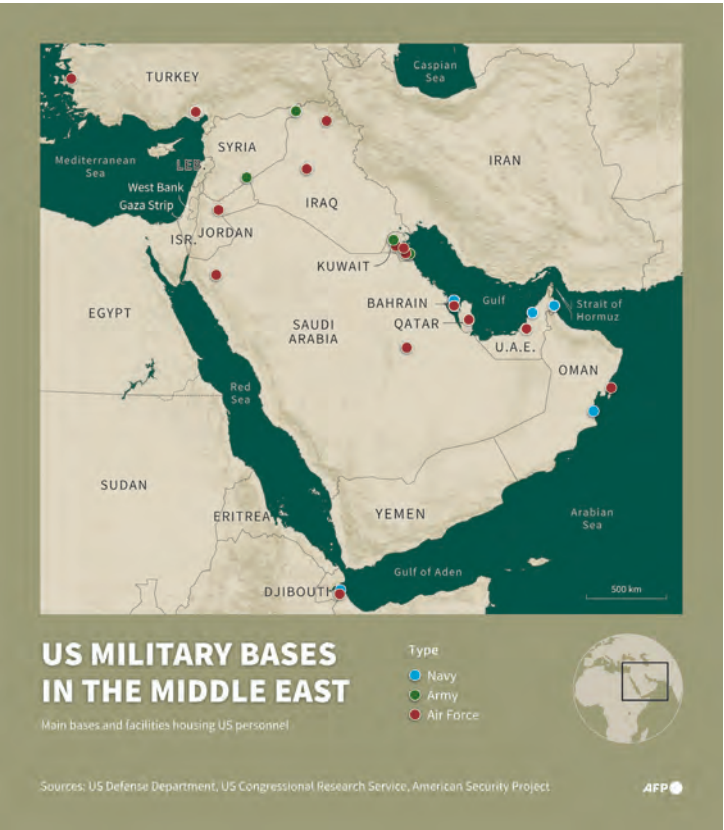 Caspian
Sea
TURKEY
SYRIA
Mediterranean
Sea
LEB.
IRAN
West Bank
Gaza Strip
IRAQ
ISR.
JORDAN
KUWAIT
BAHRAIN
Gulf
Strait of
Hormuz
EGYPT
QATAR
SAUDI
ARABIA
U.A.E.
OMAN
Red
Sea
SUDAN
ERITREA
YEMEN
Arabian
Sea
Gulf of Aden
DJIBOUTI
500 km
US MILITARY BASES
IN THE MIDDLE EAST
Main bases and facilities housing US personnel
Type
Navy
Army
Air Force
Sources: US Defense Department, US Congressional Research Service, American Security Project
AFP